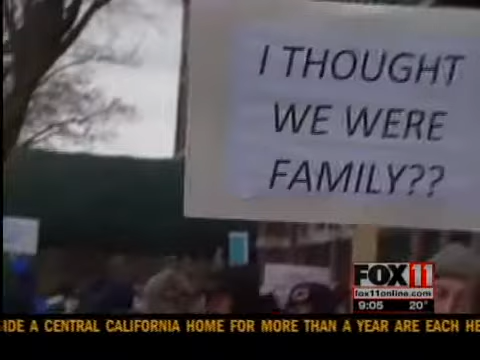 I THOUGHT
WE WERE
FAMILY??
FOX 11
fox11online.com
9:05 20°
IDE A CENTRAL CALIFORNIA HOME FOR MORE THAN A YEAR ARE EACH HE